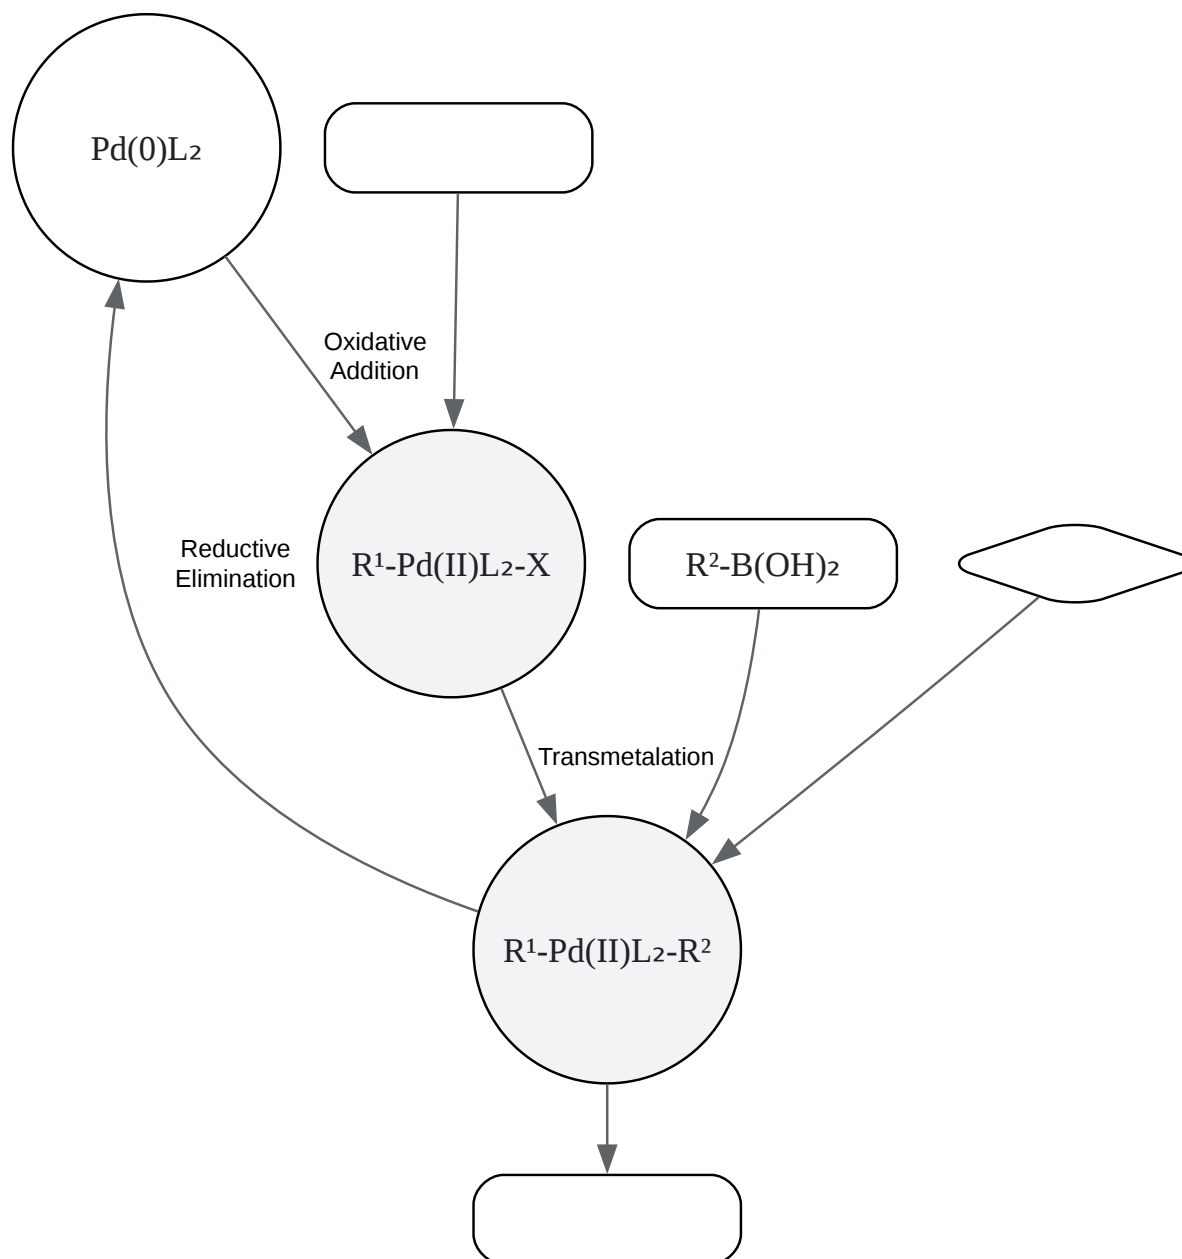 Pd(0)L₂
Oxidative
Addition
Reductive
Elimination
R¹-Pd(II)L₂-X
R²-B(OH)₂
Transmetalation
R¹-Pd(II)L₂-R²